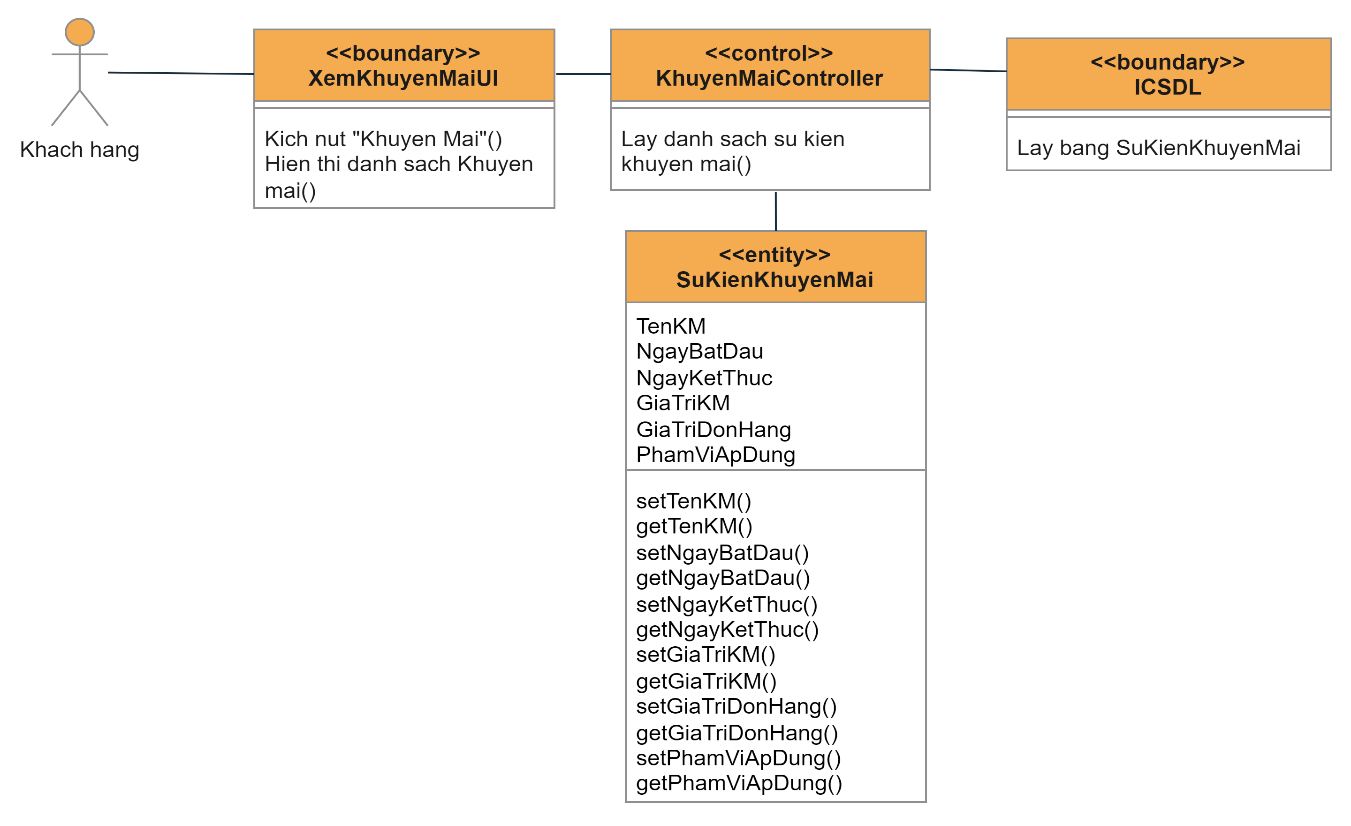 Khach hang
<<boundary>>
XemKhuyenMaiUI
Kich nut "Khuyen Mai"()
Hien thi danh sach Khuyen
mai()
<<control>>
KhuyenMaiController
Lay danh sach su kien
khuyen mai()
<<boundary>>
ICSDL
Lay bang SuKienKhuyenMai
<<entity>>
SuKienKhuyenMai
TenKM
NgayBatDau
NgayKetThuc
GiaTriKM
GiaTriDonHang
PhamViApDung
setTenKM()
getTenKM()
setNgayBatDau()
getNgayBatDau()
setNgayKetThuc()
getNgayKetThuc()
setGiaTriKM()
getGiaTriKM()
setGiaTriDonHang()
getGiaTriDonHang()
setPhamViApDung()
getPhamViApDung()